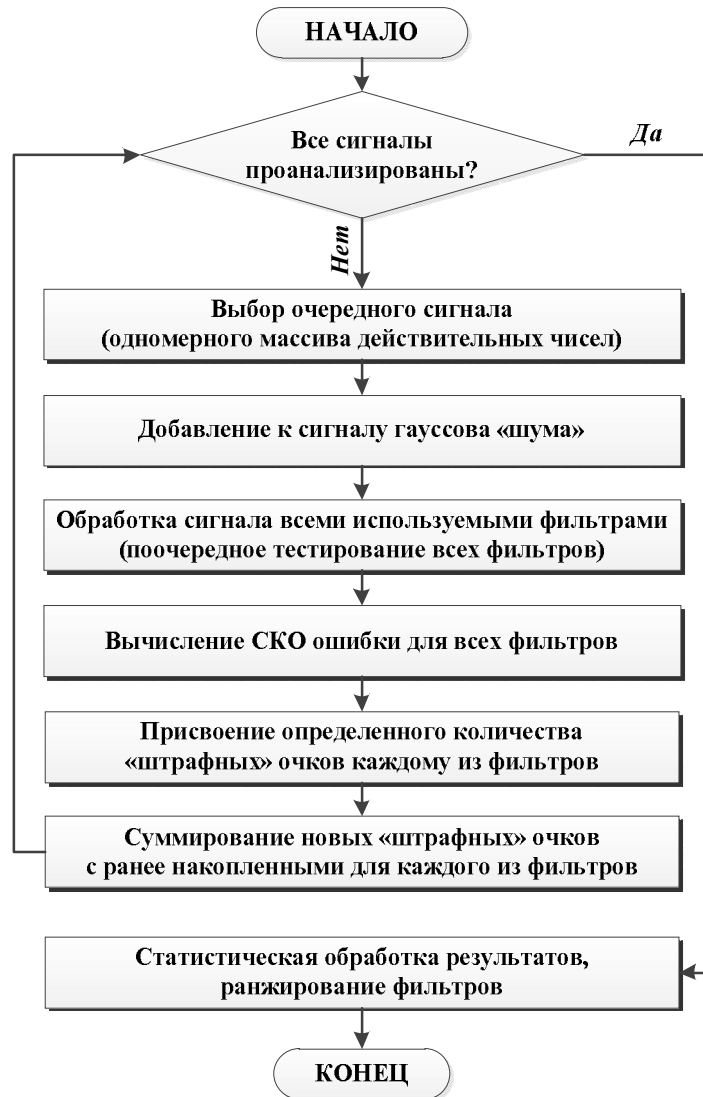 НАЧАЛО
Все сигналы
проанализированы?
Да
Нет
Выбор очередного сигнала
(одномерного массива действительных чисел)
Добавление к сигналу гауссова «шума»
Обработка сигнала всеми используемыми фильтрами
(поочередное тестирование всех фильтров)
Вычисление СКО ошибки для всех фильтров
Присвоение определенного количества
«штрафных» очков каждому из фильтров
Суммирование новых «штрафных» очков
с ранее накопленными для каждого из фильтров
Статистическая обработка результатов,
ранжирование фильтров
КОНЕЦ